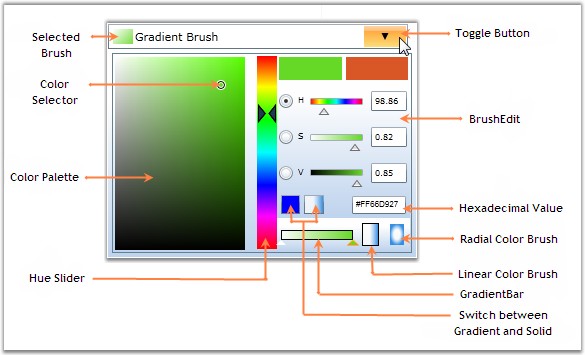 Selected
Brush
Gradient Brush
Toggle Button
Color
Selector
H
98.86
BrushEdit
S
0.82
Color Palette
V
0.85
#FF66D927
Hexadecimal Value
Radial Color Brush
Hue Slider
Linear Color Brush
GradientBar
Switch between
Gradient and Solid